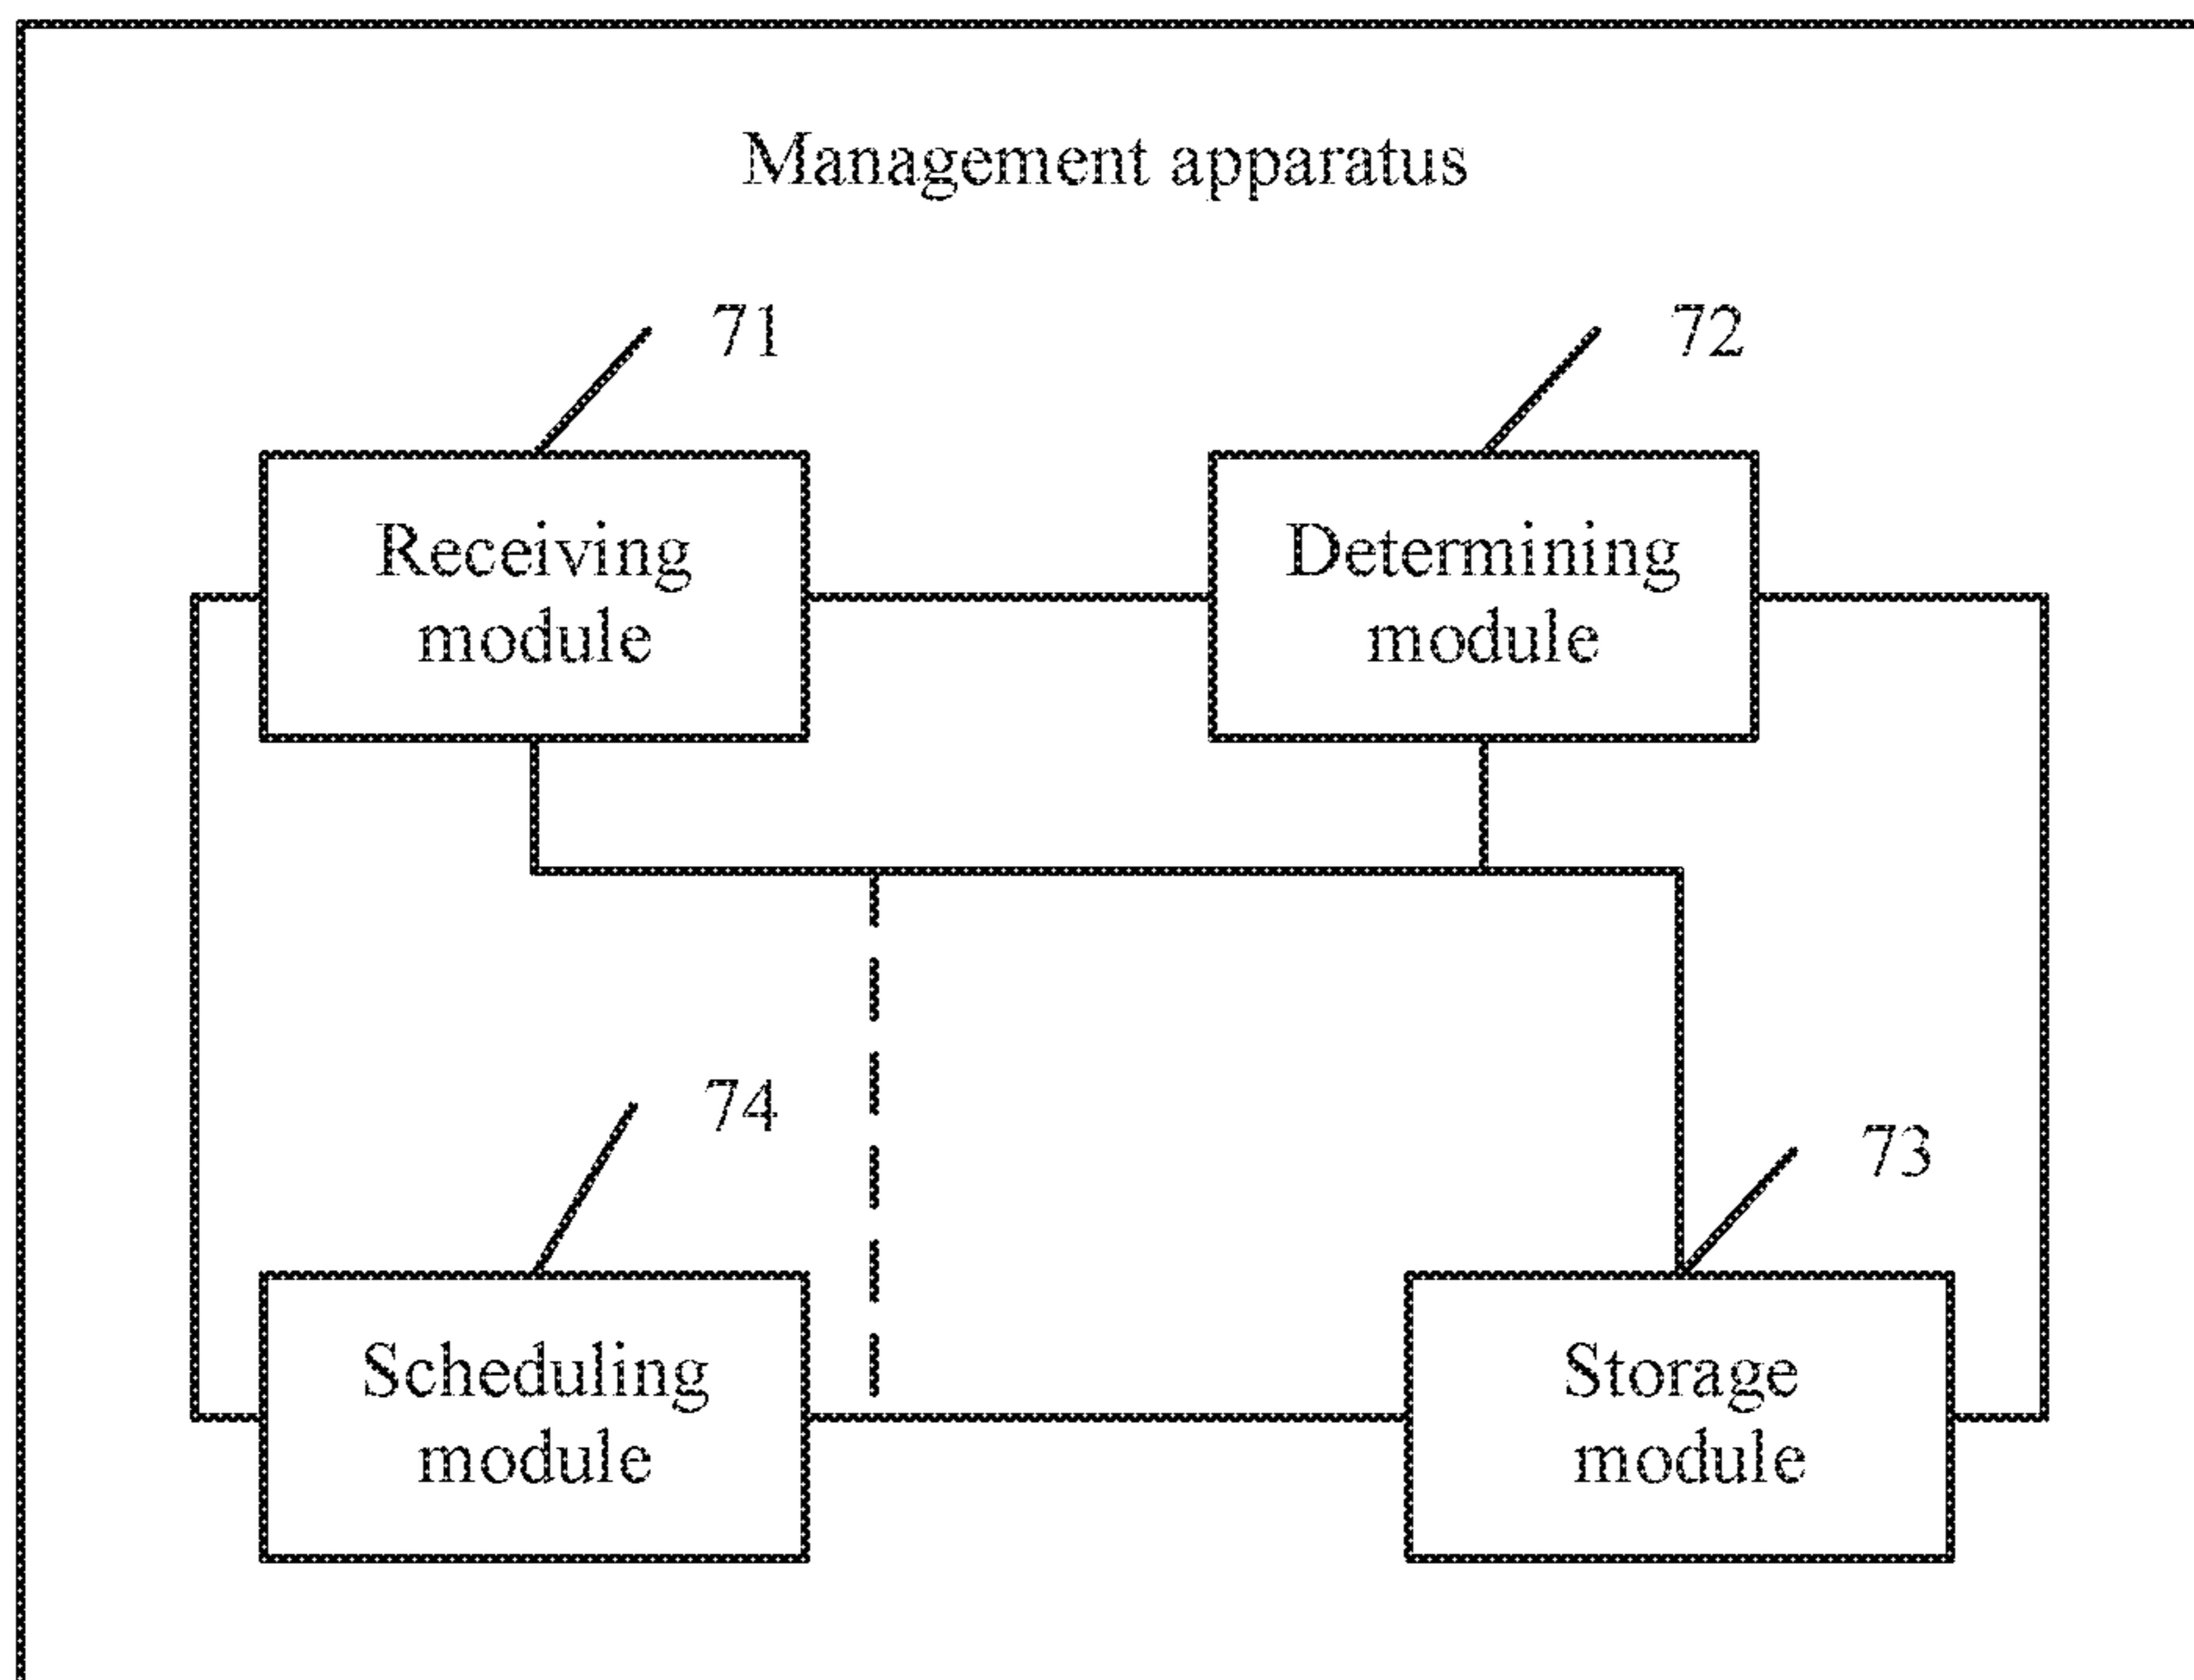 Management apparatus
71
72
Receiving
module
Determining
module
74
73
Scheduling
module
Storage
module